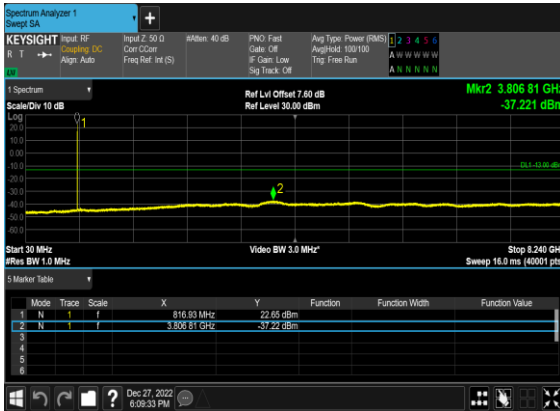 Spectrum Analyzer 1
Swept SA
+
KEYSIGHT
R T
Input: RF
Coupling: DC
Align: Auto
Input Z: 50 Ω
Corr CCorr
Freq Ref: Int (S)
#Atten: 40 dB
PNO: Fast
Gate: Off
IF Gain: Low
Sig Track: Off
Avg Type: Power (RMS)
Avg|Hold: 100/100
Trig: Free Run
1 2 3 4 5 6
A W W W W W
A N N N N N
1 Spectrum
Scale/Div 10 dB
Ref Lvl Offset 7.60 dB
Ref Level 30.00 dBm
Mkr2 3.806 81 GHz
-37.221 dBm
Log
20.0
10.0
0.00
-10.0
-20.0
-30.0
-40.0
-50.0
-60.0
1
DL1 -13.00 dBm
2
Start 30 MHz
#Res BW 1.0 MHz
Video BW 3.0 MHz*
Stop 8.240 GHz
Sweep 16.0 ms (40001 pts)
5 Marker Table
Mode Trace Scale X Y Function Function Width Function Value
1 N 1 f 816.93 MHz 22.65 dBm
2 N 1 f 3.806 81 GHz -37.22 dBm
3
4
5
6
?
Dec 27, 2022
6:09:33 PM